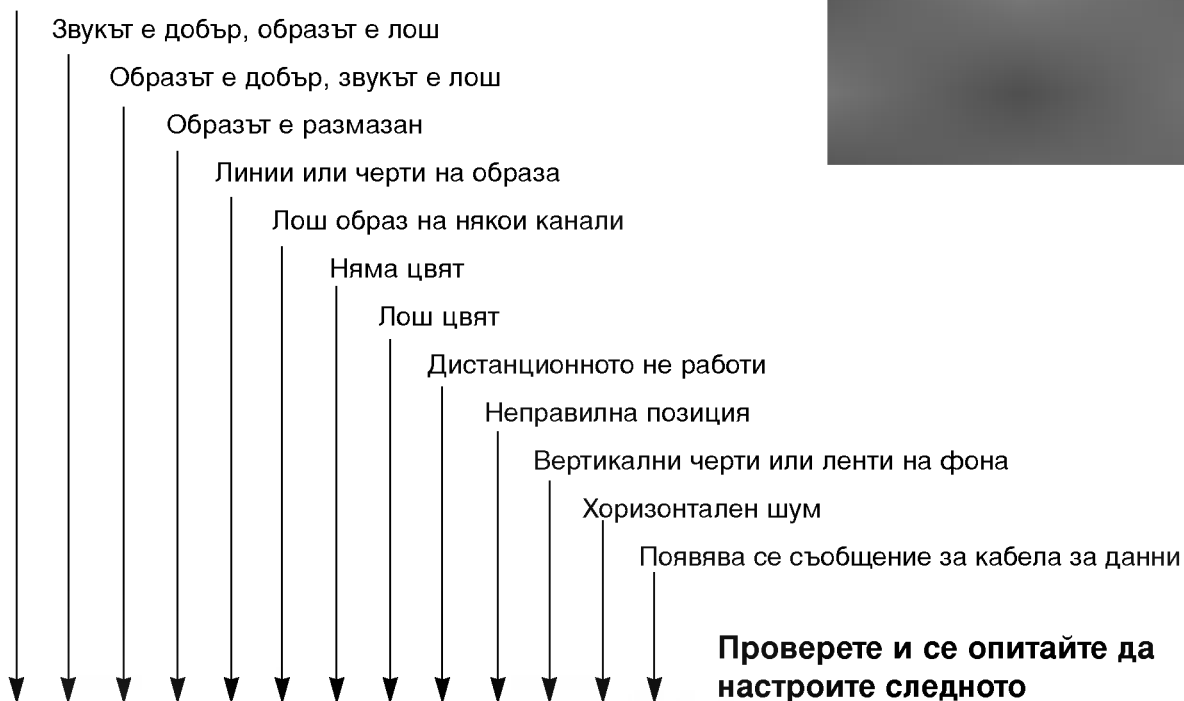 Звукът е добър, образът е лош
Образът е добър, звукът е лош
Образът е размазан
Линии или черти на образа
Лош образ на някои канали
Няма цвят
Лош цвят
Дистанционното не работи
Неправилна позиция
Вертикални черти или ленти на фона
Хоризонтален шум
Появява се съобщение за кабела за данни
Проверете и се опитайте да
настроите следното